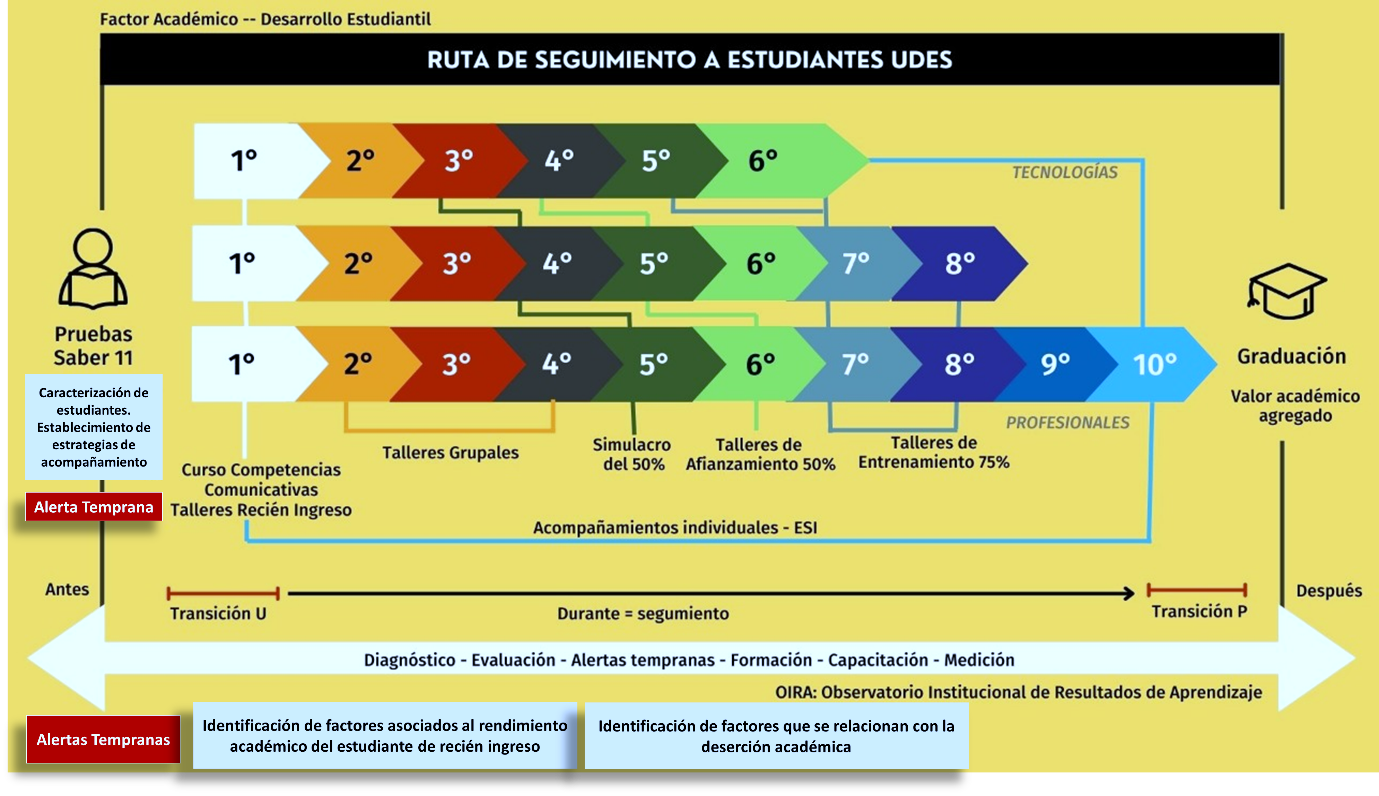 Factor Académico -- Desarrollo Estudiantil
RUTA DE SEGUIMIENTO A ESTUDIANTES UDES
1° 2° 3° 4° 5° 6°
TECNOLOGÍAS
1° 2° 3° 4° 5° 6° 7° 8°
1° 2° 3° 4° 5° 6° 7° 8° 9° 10°
PROFESIONALES
Pruebas
Saber 11
Caracterización de
estudiantes.
Establecimiento de
estrategias de
acompañamiento
Alerta Temprana
Graduación
Valor académico
agregado
Curso Competencias
Comunicativas
Talleres Recién Ingreso
Talleres Grupales
Simulacro
del 50%
Talleres de
Afianzamiento 50%
Talleres de
Entrenamiento 75%
Acompañamientos individuales - ESI
Antes
Transición U
Durante = segumiento
Transición P
Después
Diagnóstico - Evaluación - Alertas tempranas - Formación - Capacitación - Medición
OIRA: Observatorio Institucional de Resultados de Aprendizaje
Alertas Tempranas
Identificación de factores asociados al rendimiento
académico del estudiante de recién ingreso
Identificación de factores que se relacionan con la
deserción académica